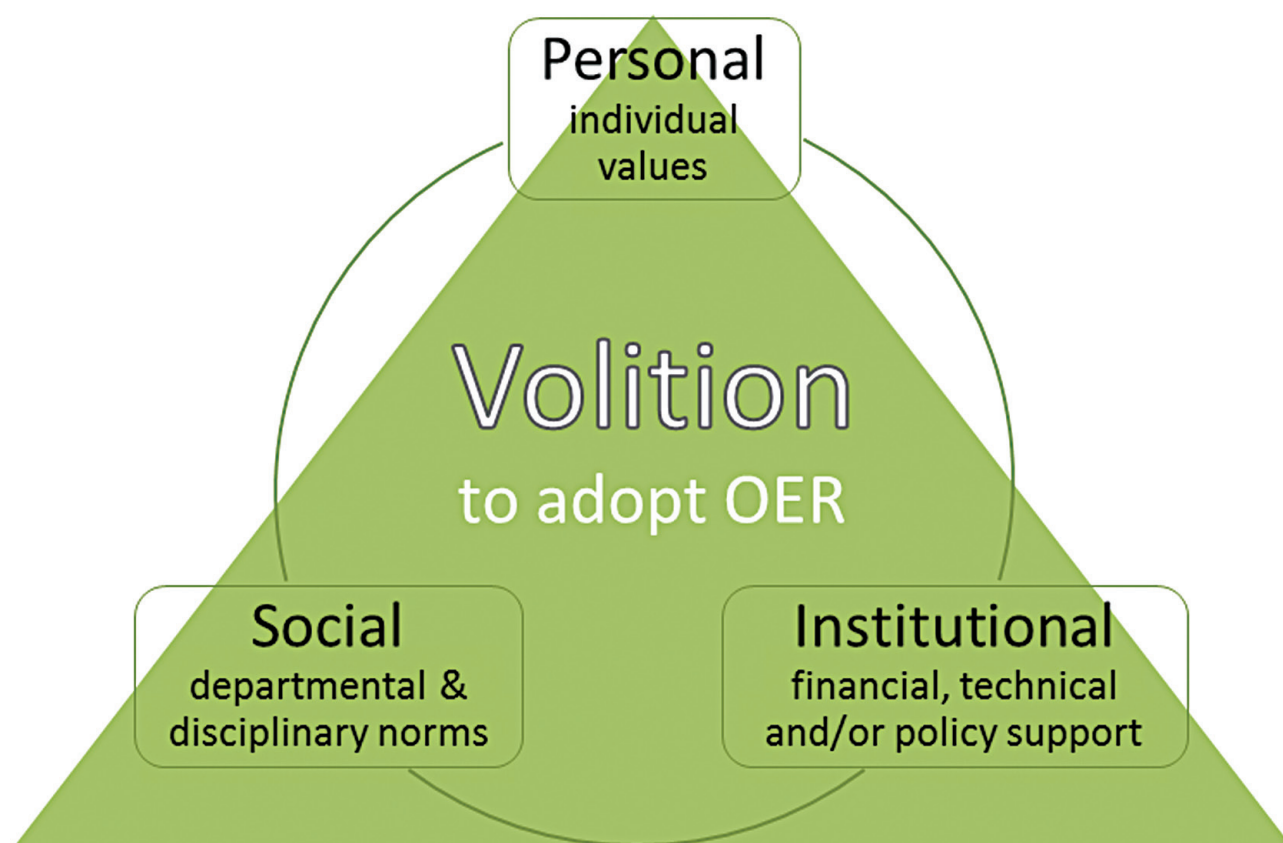 Personal
individual
values
Volition
to adopt OER
Social
departmental &
disciplinary norms
Institutional
financial, technical
and/or policy support